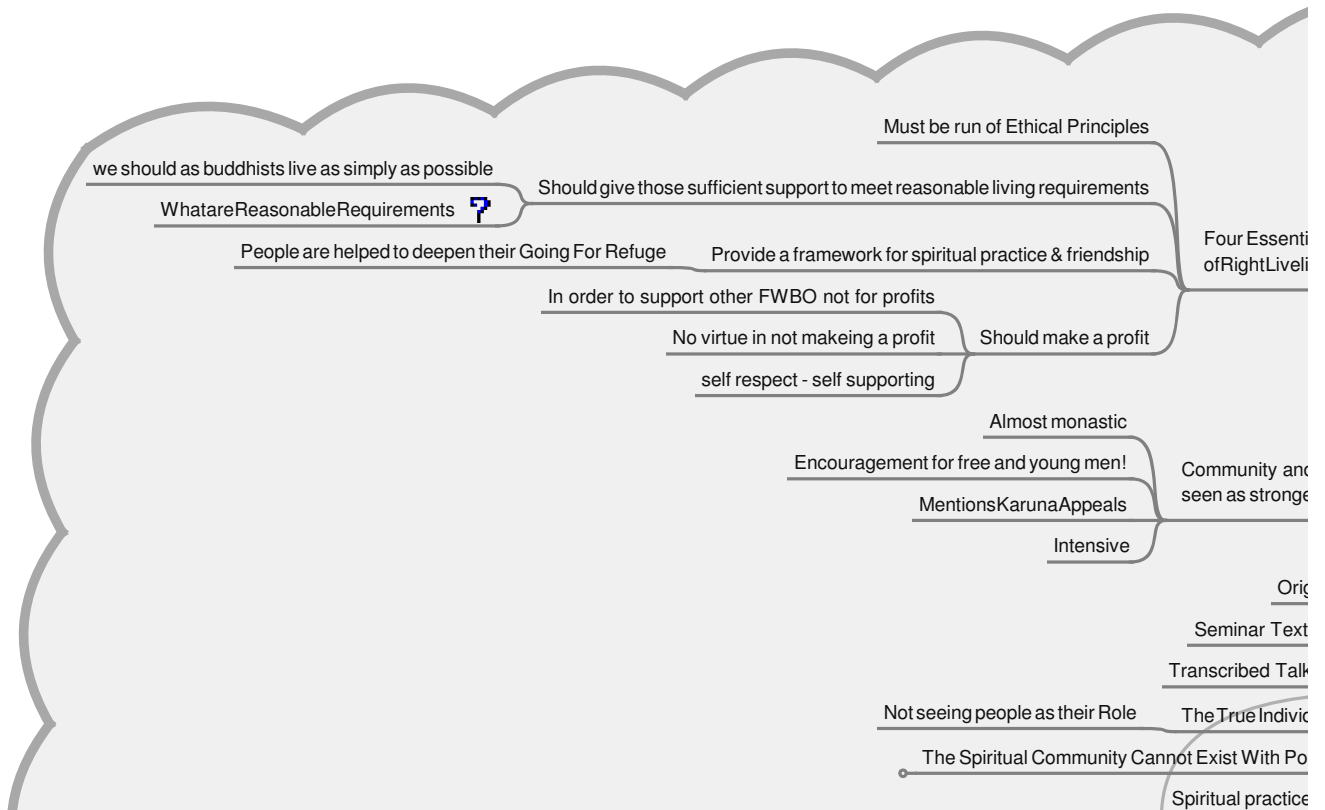 Must be run of Ethical Principles
we should as buddhists live as simply as possible
Should give those sufficient support to meet reasonable living requirements
WhatareReasonableRequirements
Four Essenti
ofRightLiveli
People are helped to deepen their Going For Refuge
Provide a framework for spiritual practice & friendship
In order to support other FWBO not for profits
No virtue in not makeing a profit
Should make a profit
self respect - self supporting
Almost monastic
Encouragement for free and young men!
Community and
seen as stronge
MentionsKarunaAppeals
Intensive
Orig
Seminar Text
Transcribed Talk
Not seeing people as their Role
The True Individ
The Spiritual Community Cannot Exist With Po
Spiritual practice